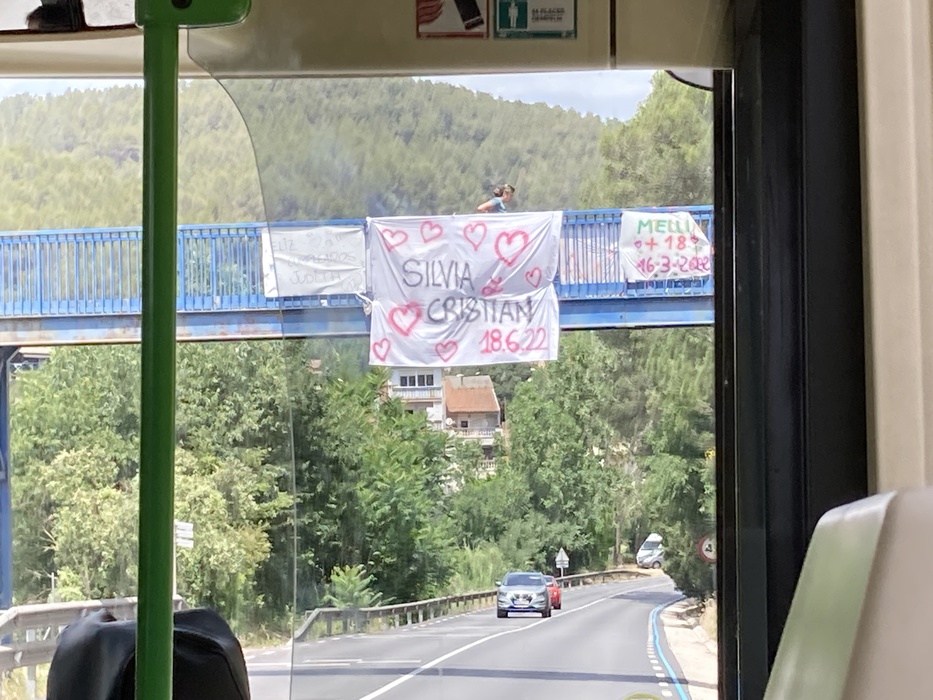 SILVIA
&
CRISTIAN
18.6.22
MELLI
+ 18
16-3-2022